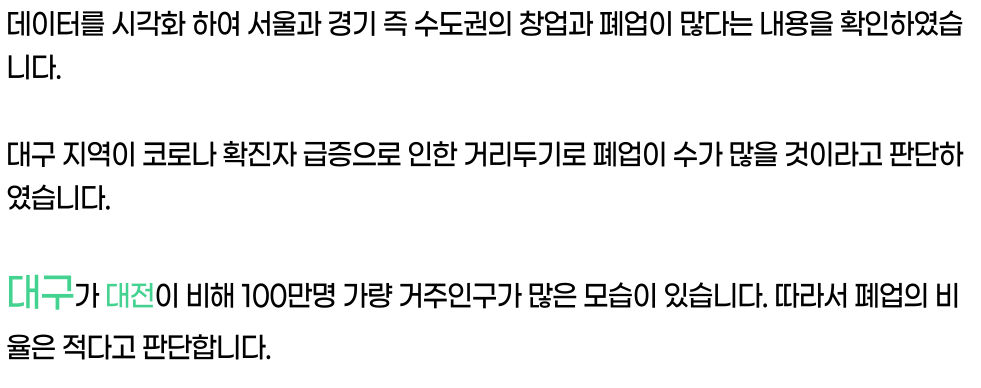 데이터를 시각화 하여 서울과 경기 즉 수도권의 창업과 폐업이 많다는 내용을 확인하였습
니다.
대구 지역이 코로나 확진자 급증으로 인한 거리두기로 폐업이 수가 많을 것이라고 판단하
였습니다.
대구가 대전이 비해 100만명 가량 거주인구가 많은 모습이 있습니다. 따라서 폐업의 비
율은 적다고 판단합니다.